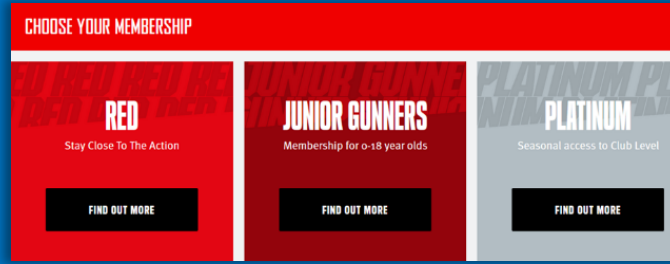 CHOOSE YOUR MEMBERSHIP
RED
Stay Close To The Action
FIND OUT MORE
JUNIOR GUNNERS
Membership for 0-18 year olds
FIND OUT MORE
PLATINUM
Seasonal access to Club Level
FIND OUT MORE